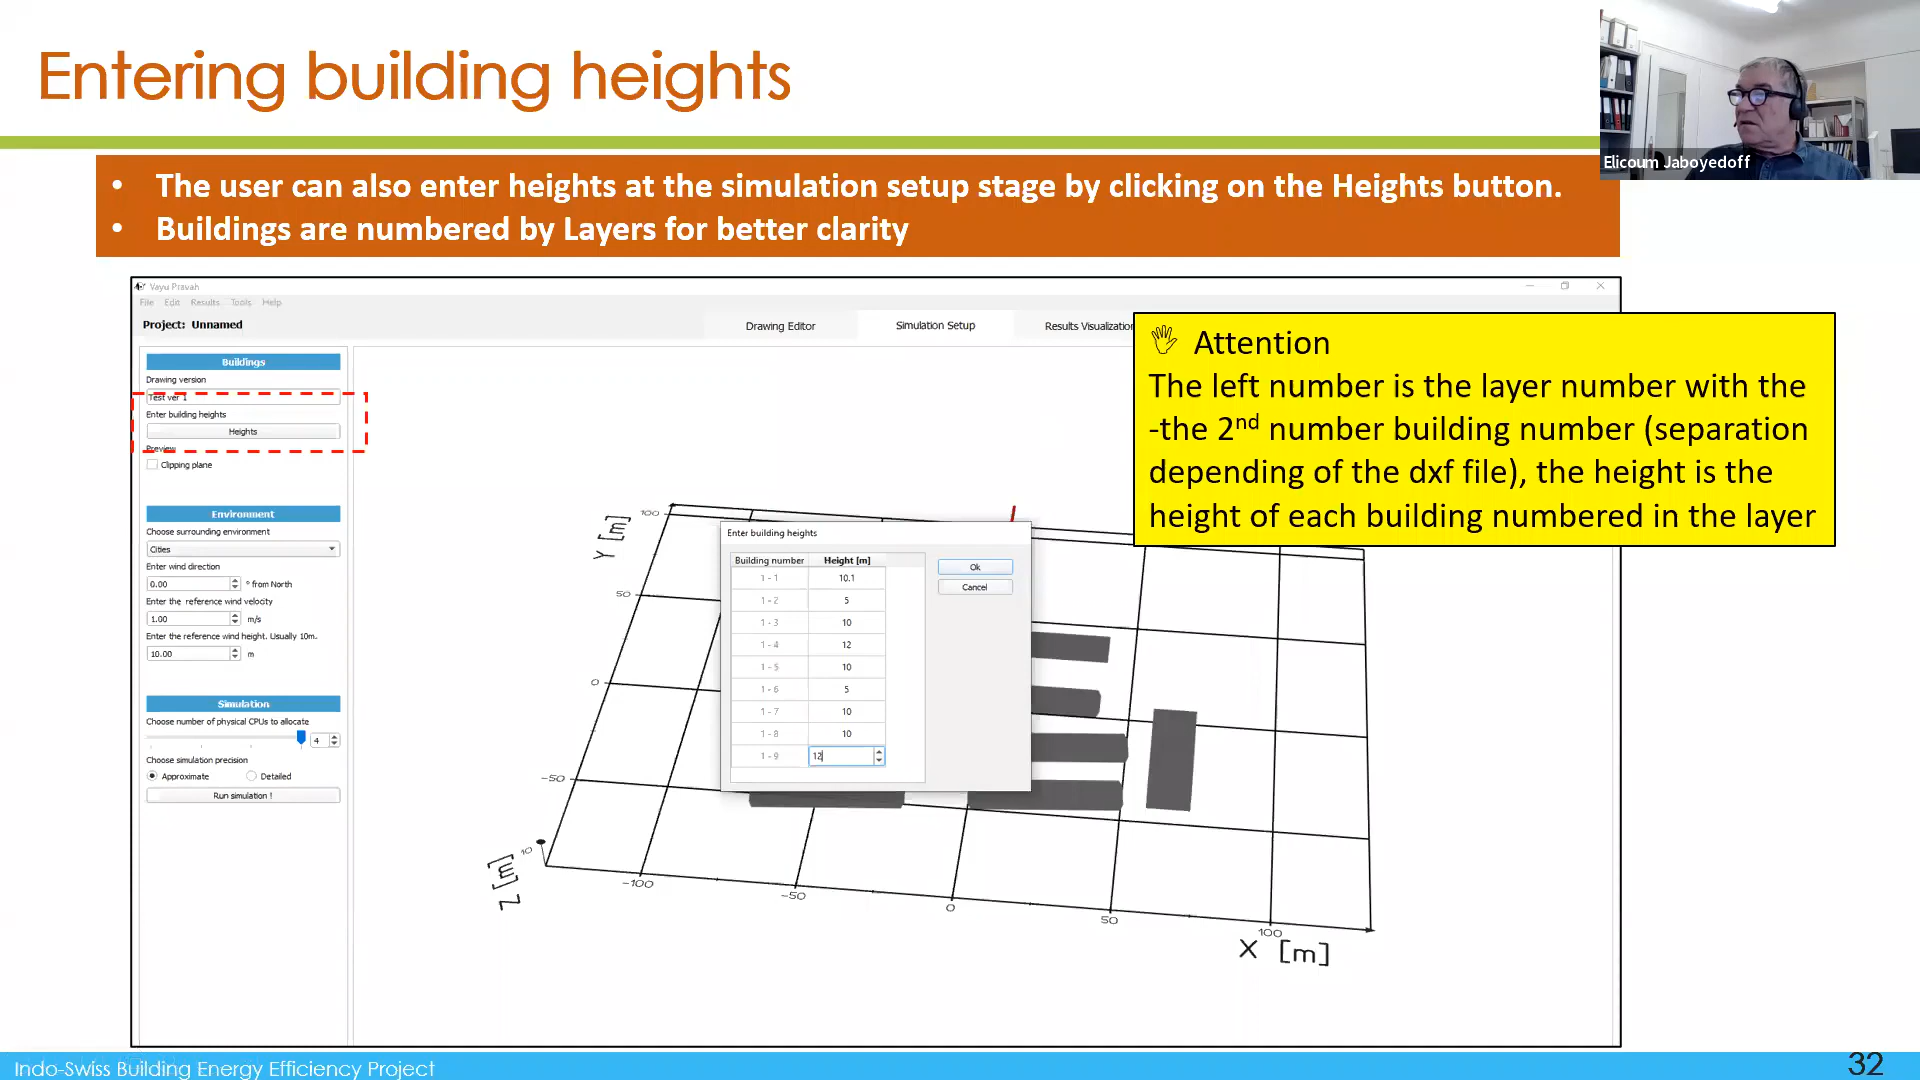 Entering building heights
Elicoum Jaboyedoff
• The user can also enter heights at the simulation setup stage by clicking on the Heights button.
• Buildings are numbered by Layers for better clarity
Vayu Pravah
File Edit Results Tools Help
Project: Unnamed
Drawing Editor
Simulation Setup
Results Visualization
Attention
The left number is the layer number with the
-the 2nd number building number (separation
depending of the dxf file), the height is the
height of each building numbered in the layer
Buildings
Drawing version
Test ver 1
Enter building heights
Heights
Preview
Clipping plane
Environment
Choose surrounding environment
Cities
Enter wind direction
0.00 ° from North
Enter the reference wind velocity
1.00 m/s
Enter the reference wind height. Usually 10m.
10.00 m
Simulation
Choose number of physical CPUs to allocate
4
Choose simulation precision
Approximate Detailed
Run simulation !
Enter building heights
Building number Height [m]
1 - 1 10.1
1 - 2 5
1 - 3 10
1 - 4 12
1 - 5 10
1 - 6 5
1 - 7 10
1 - 8 10
1 - 9 12
Ok
Cancel
Y [m]
100
50
0
-50
Z [m]
10
-100
-50
0
50
100
X [m]
Indo-Swiss Building Energy Efficiency Project
32